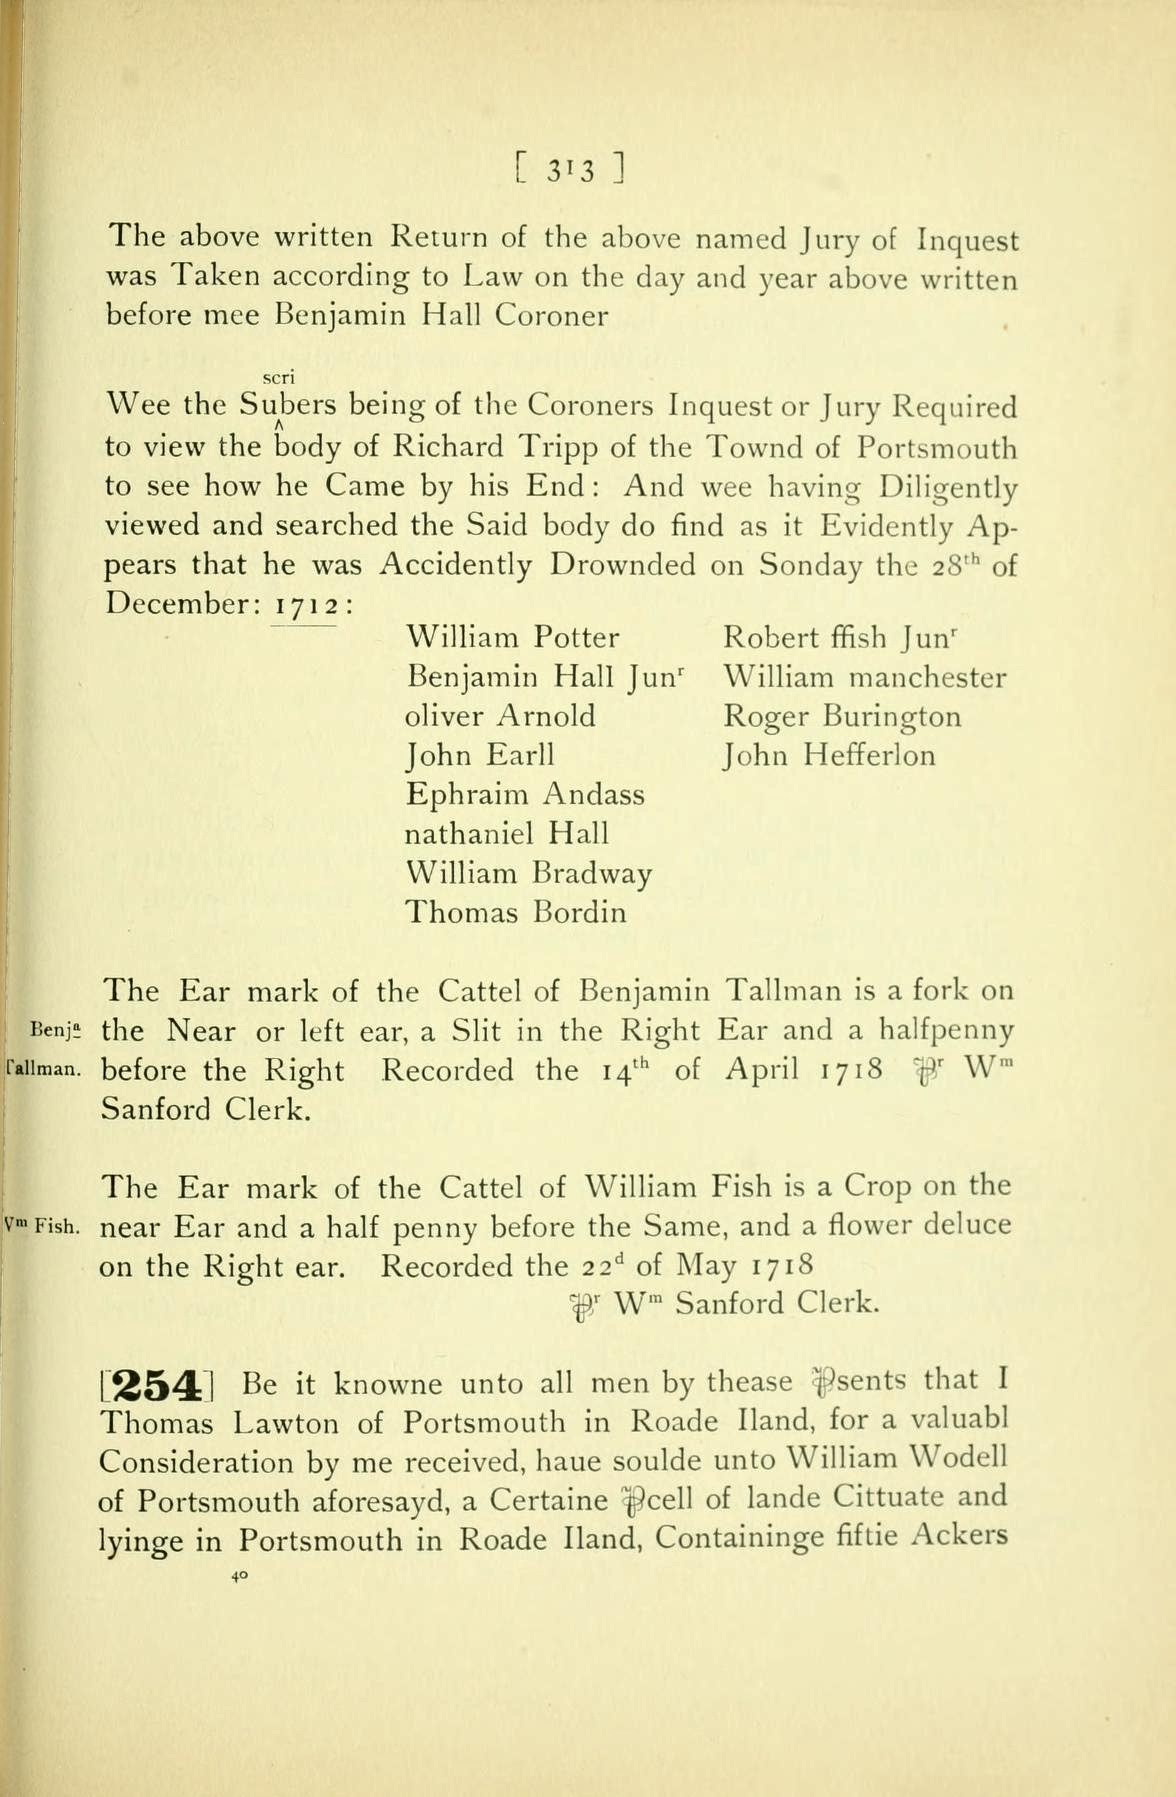 [ 313 ]
The above written Return of the above named Jury of Inquest
was Taken according to Law on the day and year above written
before mee Benjamin Hall Coroner
scri
Wee the Su‸bers being of the Coroners Inquest or Jury Required
to view the body of Richard Tripp of the Townd of Portsmouth
to see how he Came by his End: And wee having Diligently
viewed and searched the Said body do find as it Evidently Ap-
pears that he was Accidently Drownded on Sonday the 28th of
December: 1712:
William Potter Robert ffish Junr
Benjamin Hall Junr William manchester
oliver Arnold Roger Burington
John Earll John Hefferlon
Ephraim Andass
nathaniel Hall
William Bradway
Thomas Bordin
The Ear mark of the Cattel of Benjamin Tallman is a fork on
Benja the Near or left ear, a Slit in the Right Ear and a halfpenny
Tallman. before the Right Recorded the 14th of April 1718 ꝑr Wm
Sanford Clerk.
The Ear mark of the Cattel of William Fish is a Crop on the
Wm Fish. near Ear and a half penny before the Same, and a flower deluce
on the Right ear. Recorded the 22d of May 1718
ꝑr Wm Sanford Clerk.
[254] Be it knowne unto all men by thease ꝑsents that I
Thomas Lawton of Portsmouth in Roade Iland, for a valuabl
Consideration by me received, haue soulde unto William Wodell
of Portsmouth aforesayd, a Certaine ꝑcell of lande Cittuate and
lyinge in Portsmouth in Roade Iland, Containinge fiftie Ackers
40